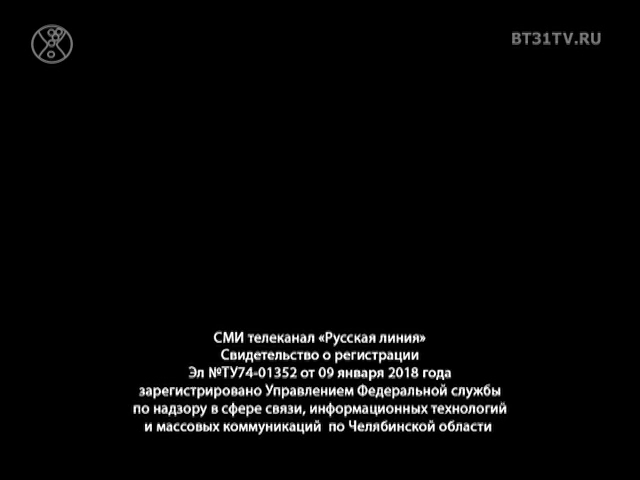 BT31TV.RU
СМИ телеканал «Русская линия»
Свидетельство о регистрации
Эл №ТУ74-01352 от 09 января 2018 года
зарегистрировано Управлением Федеральной службы
по надзору в сфере связи, информационных технологий
и массовых коммуникаций по Челябинской области